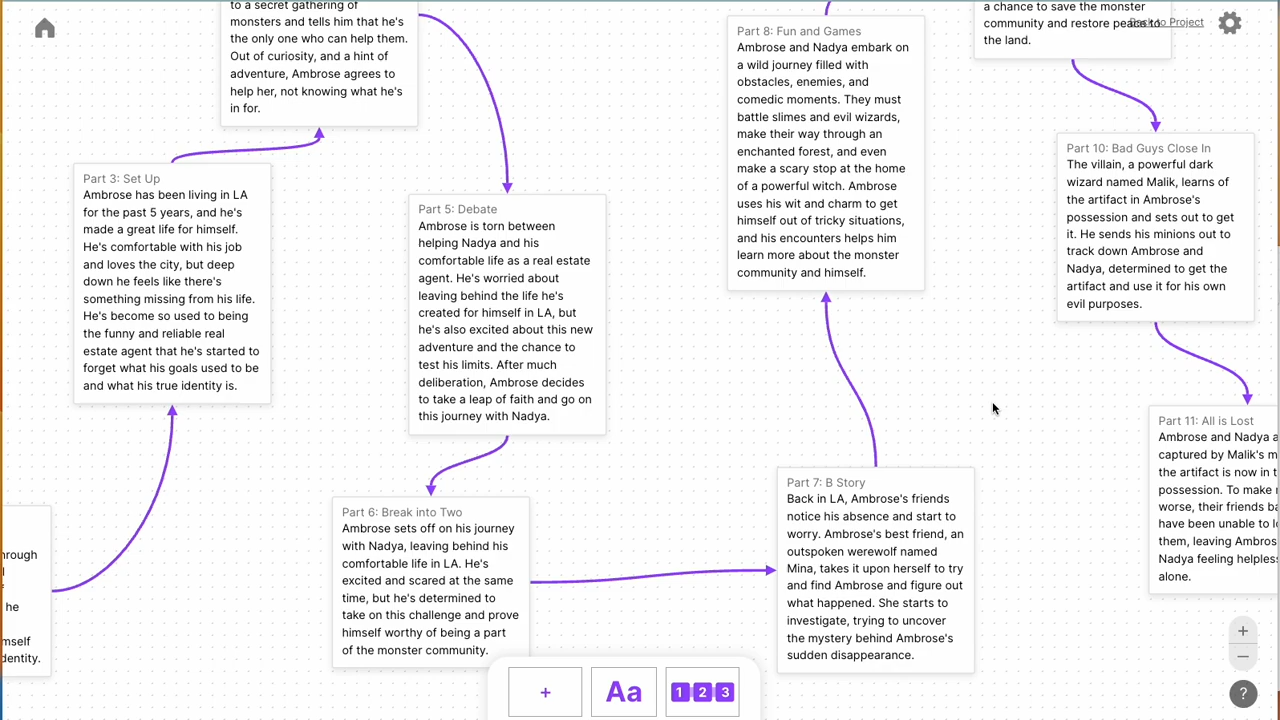 to a secret gathering of
monsters and tells him that he's
the only one who can help them.
Out of curiosity, and a hint of
adventure, Ambrose agrees to
help her, not knowing what he's
in for.
Part 3: Set Up
Ambrose has been living in LA
for the past 5 years, and he's
made a great life for himself.
He's comfortable with his job
and loves the city, but deep
down he feels like there's
something missing from his life.
He's become so used to being
the funny and reliable real
estate agent that he's started to
forget what his goals used to be
and what his true identity is.
he
Part 5: Debate
Ambrose is torn between
helping Nadya and his
comfortable life as a real estate
agent. He's worried about
leaving behind the life he's
created for himself in LA, but
he's also excited about this new
adventure and the chance to
test his limits. After much
deliberation, Ambrose decides
to take a leap of faith and go on
this journey with Nadya.
Part 6: Break into Two
Ambrose sets off on his journey
with Nadya, leaving behind his
comfortable life in LA. He's
excited and scared at the same
time, but he's determined to
take on this challenge and prove
himself worthy of being a part
of the monster community.
Part 7: B Story
Back in LA, Ambrose's friends
notice his absence and start to
worry. Ambrose's best friend, an
outspoken werewolf named
Mina, takes it upon herself to try
and find Ambrose and figure out
what happened. She starts to
investigate, trying to uncover
the mystery behind Ambrose's
sudden disappearance.
Part 8: Fun and Games
Ambrose and Nadya embark on
a wild journey filled with
obstacles, enemies, and
comedic moments. They must
battle slimes and evil wizards,
make their way through an
enchanted forest, and even
make a scary stop at the home
of a powerful witch. Ambrose
uses his wit and charm to get
himself out of tricky situations,
and his encounters helps him
learn more about the monster
community and himself.
a chance to save the monster
community and restore peace to
the land.
Back to Project
Part 10: Bad Guys Close In
The villain, a powerful dark
wizard named Malik, learns of
the artifact in Ambrose's
possession and sets out to get
it. He sends his minions out to
track down Ambrose and
Nadya, determined to get the
artifact and use it for his own
evil purposes.
Part 11: All is Lost
Ambrose and Nadya a
captured by Malik's m
the artifact is now in t
possession. To make
worse, their friends ba
have been unable to l
them, leaving Ambros
Nadya feeling helpless
alone.
+
Aa
1 2 3
+
−
?